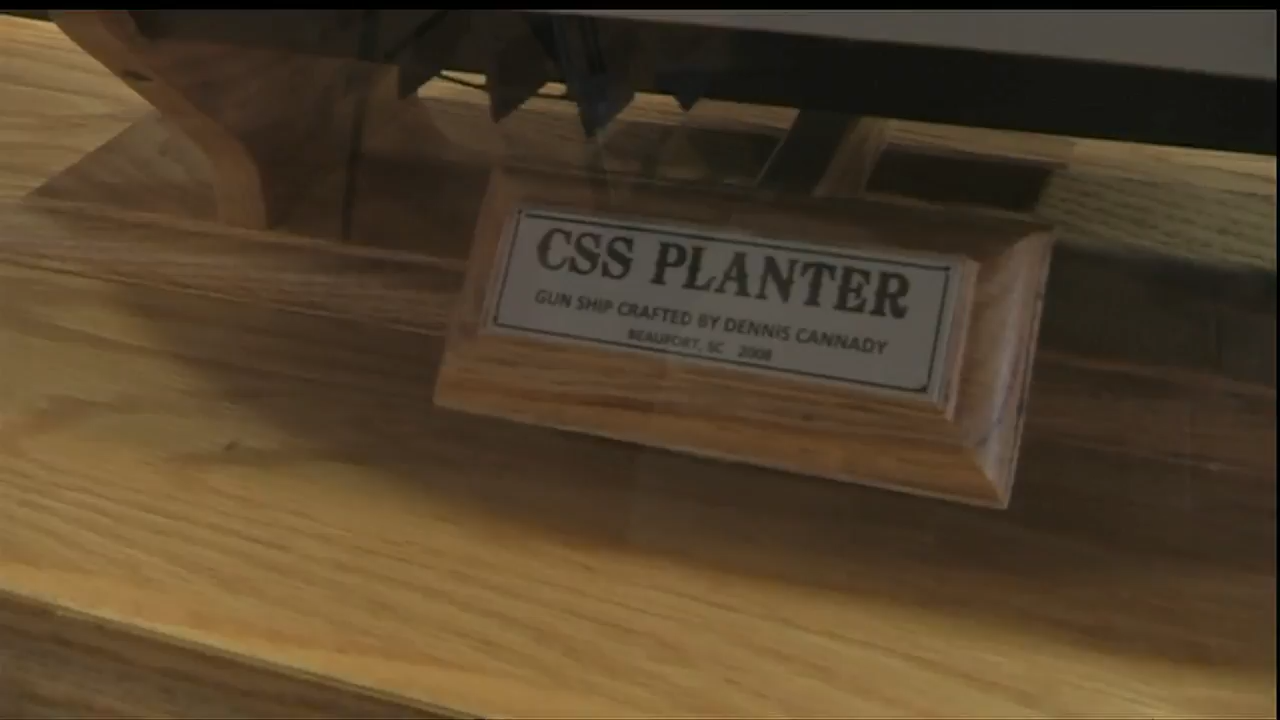 CSS PLANTER
GUN SHIP CRAFTED BY DENNIS CANNADY
BEAUFORT, SC 2008